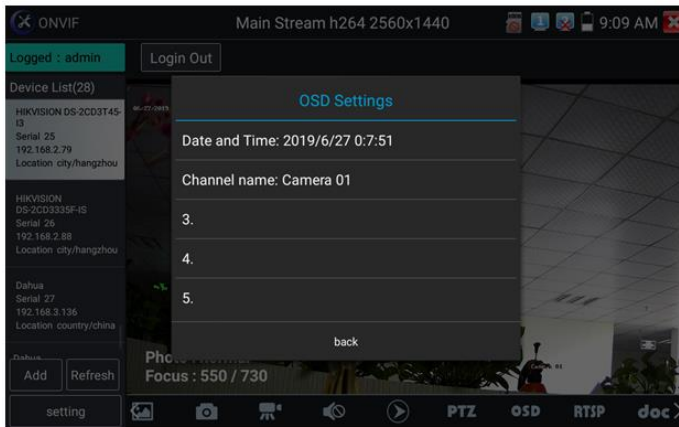 ONVIF
Main Stream h264 2560x1440
1
9:09 AM
Logged : admin
Login Out
Device List(28)
HIKVISION DS-2CD3T45-
I3
Serial 25
192.168.2.79
Location city/hangzhou
HIKVISION
DS-2CD3335F-IS
Serial 26
192.168.2.88
Location city/hangzhou
Dahua
Serial 27
192.168.3.136
Location country/china
Dahua
Add
Refresh
setting
OSD Settings
Date and Time: 2019/6/27 0:7:51
Channel name: Camera 01
3.
4.
5.
back
Focus : 550 / 730
PTZ
OSD
RTSP
doc